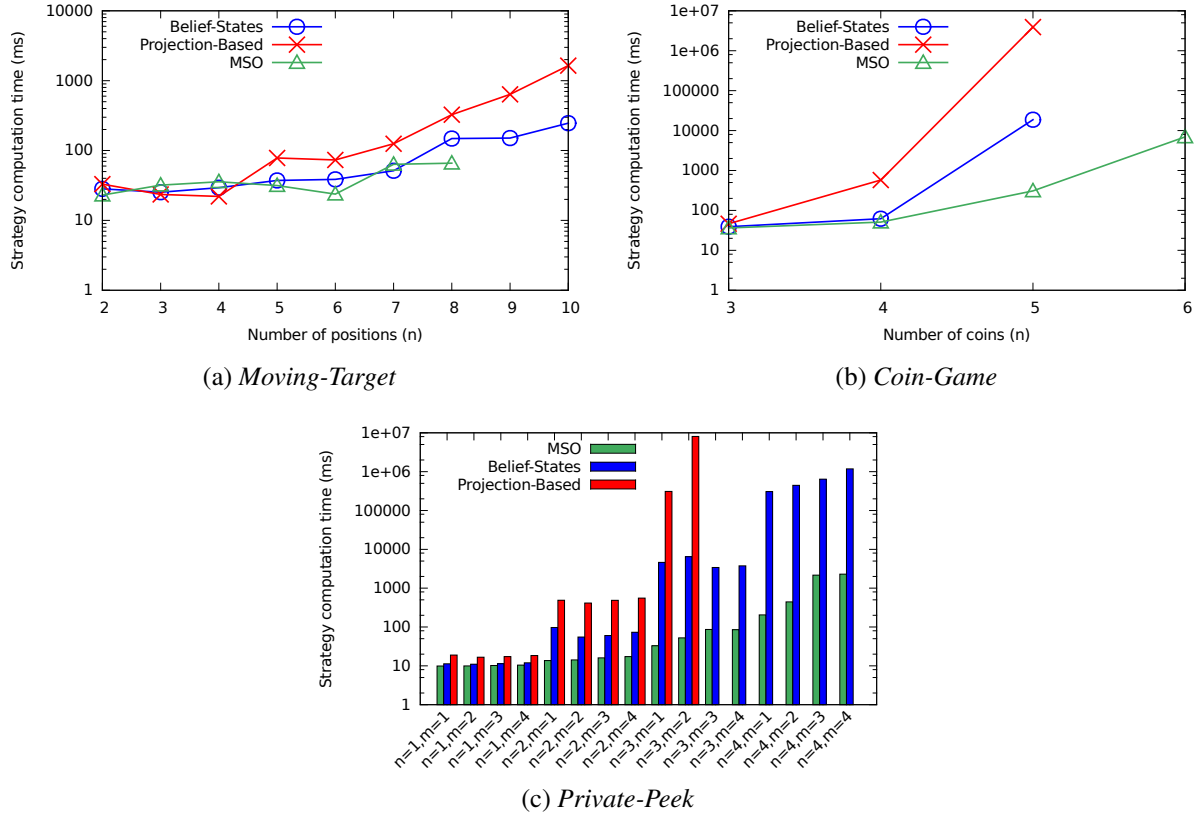 Strategy computation time (ms)
10000
1000
100
10
1
Belief-States
Projection-Based
MSO
2 3 4 5 6 7 8 9 10
Number of positions (n)
(a) Moving-Target
Strategy computation time (ms)
1e+07
1e+06
100000
10000
1000
100
10
1
Belief-States
Projection-Based
MSO
3 4 5 6
Number of coins (n)
(b) Coin-Game
Strategy computation time (ms)
1e+07
1e+06
100000
10000
1000
100
10
1
MSO
Belief-States
Projection-Based
n=1,m=1
n=1,m=2
n=1,m=3
n=1,m=4
n=2,m=1
n=2,m=2
n=2,m=3
n=2,m=4
n=3,m=1
n=3,m=2
n=3,m=3
n=3,m=4
n=4,m=1
n=4,m=2
n=4,m=3
n=4,m=4
(c) Private-Peek